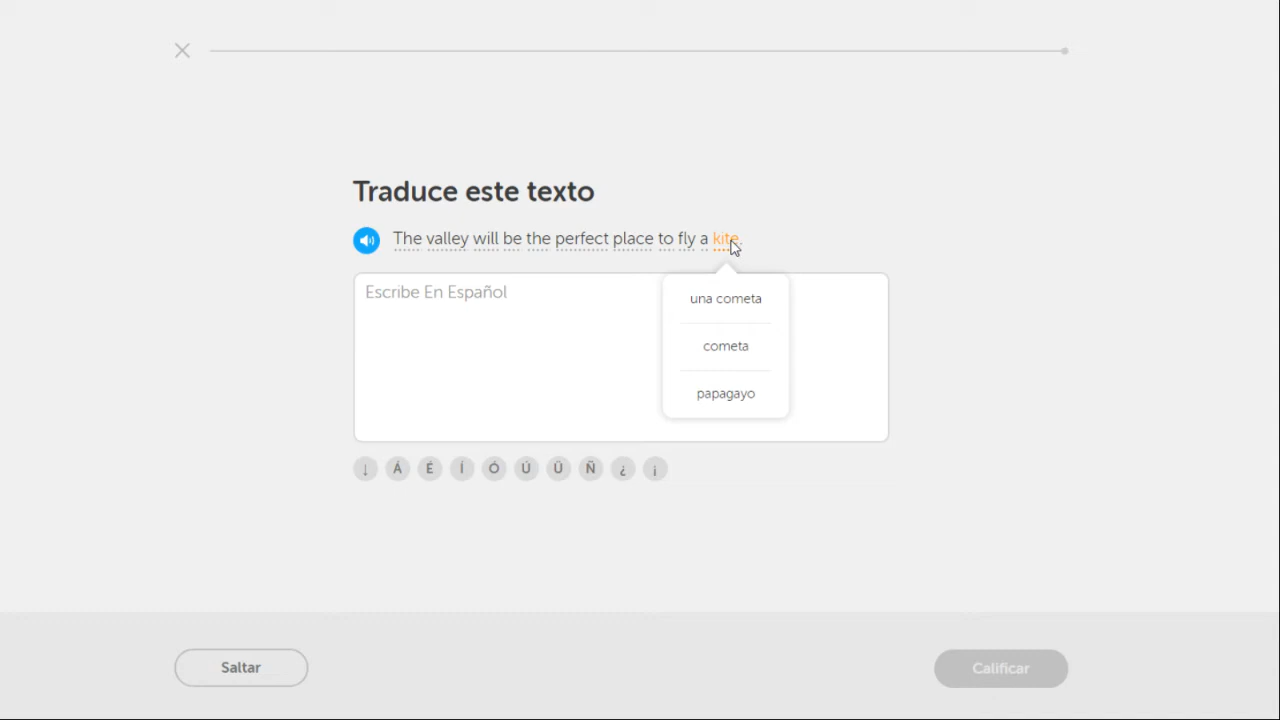 Traduce este texto
The valley will be the perfect place to fly a kite.
Escribe En Español
una cometa
cometa
papagayo
↓ Á É Í Ó Ú Ü Ñ ¿ ¡
Saltar
Calificar